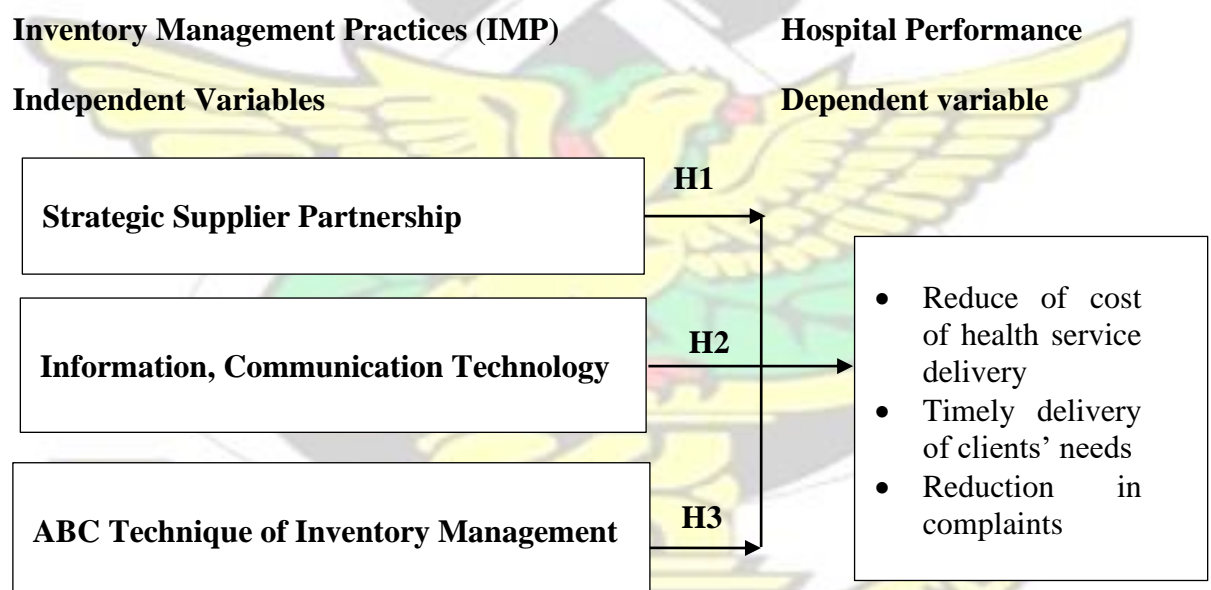 Inventory Management Practices (IMP)
Hospital Performance
Independent Variables
Dependent variable
Strategic Supplier Partnership
H1
Information, Communication Technology
H2
ABC Technique of Inventory Management
H3
• Reduce of cost
of health service
delivery
• Timely delivery
of clients’ needs
• Reduction in
complaints